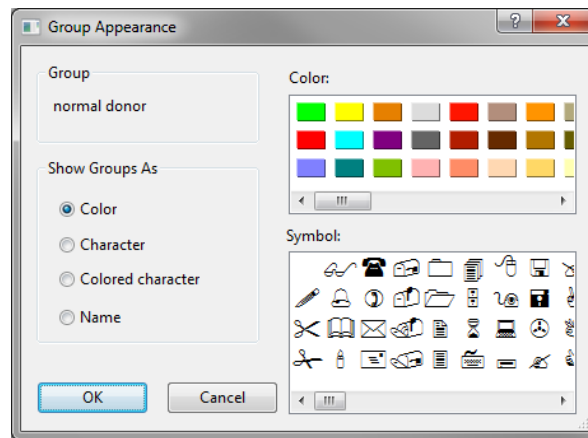 Group Appearance
Group
normal donor
Show Groups As
Color
Character
Colored character
Name
OK
Cancel
Color:
Symbol: